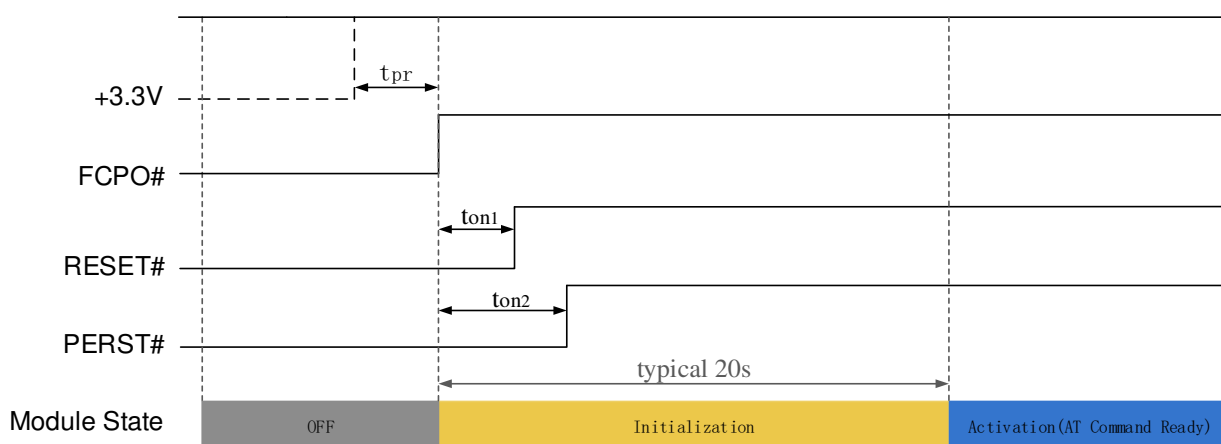 tpr
+3.3V
FCPO#
ton1
RESET#
ton2
PERST#
typical 20s
Module State
OFF
Initialization
Activation(AT Command Ready)